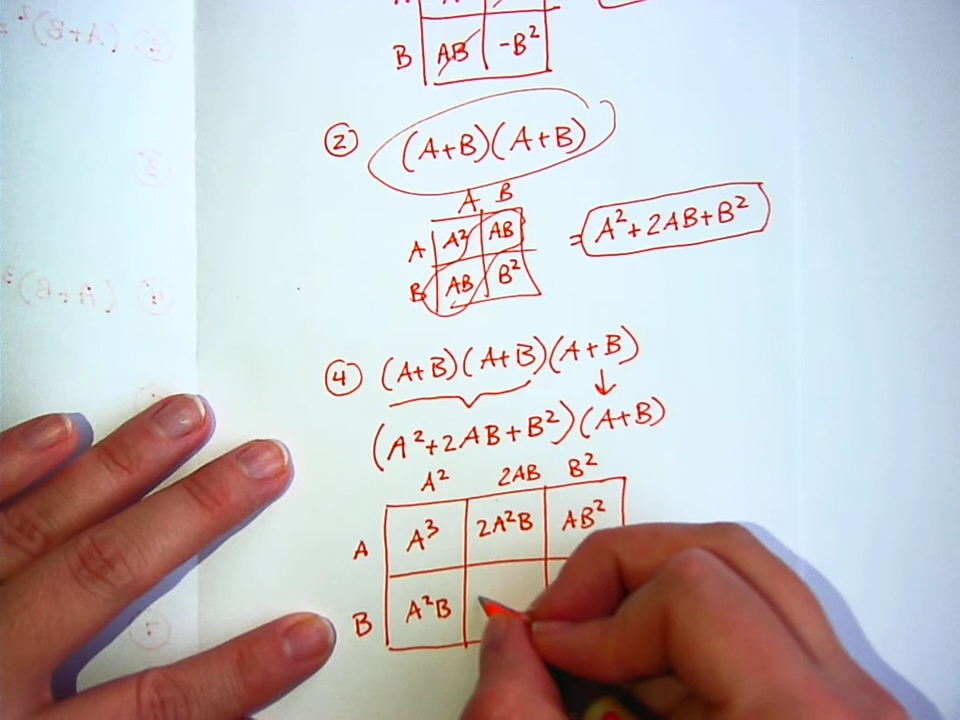 B AB -B²
② (A+B)(A+B)
A B
A A² AB = A²+2AB+B²
B AB B²
④ (A+B)(A+B)(A+B)
(A²+2AB+B²)(A+B)
A² 2AB B²
A A³ 2A²B AB²
B A²B